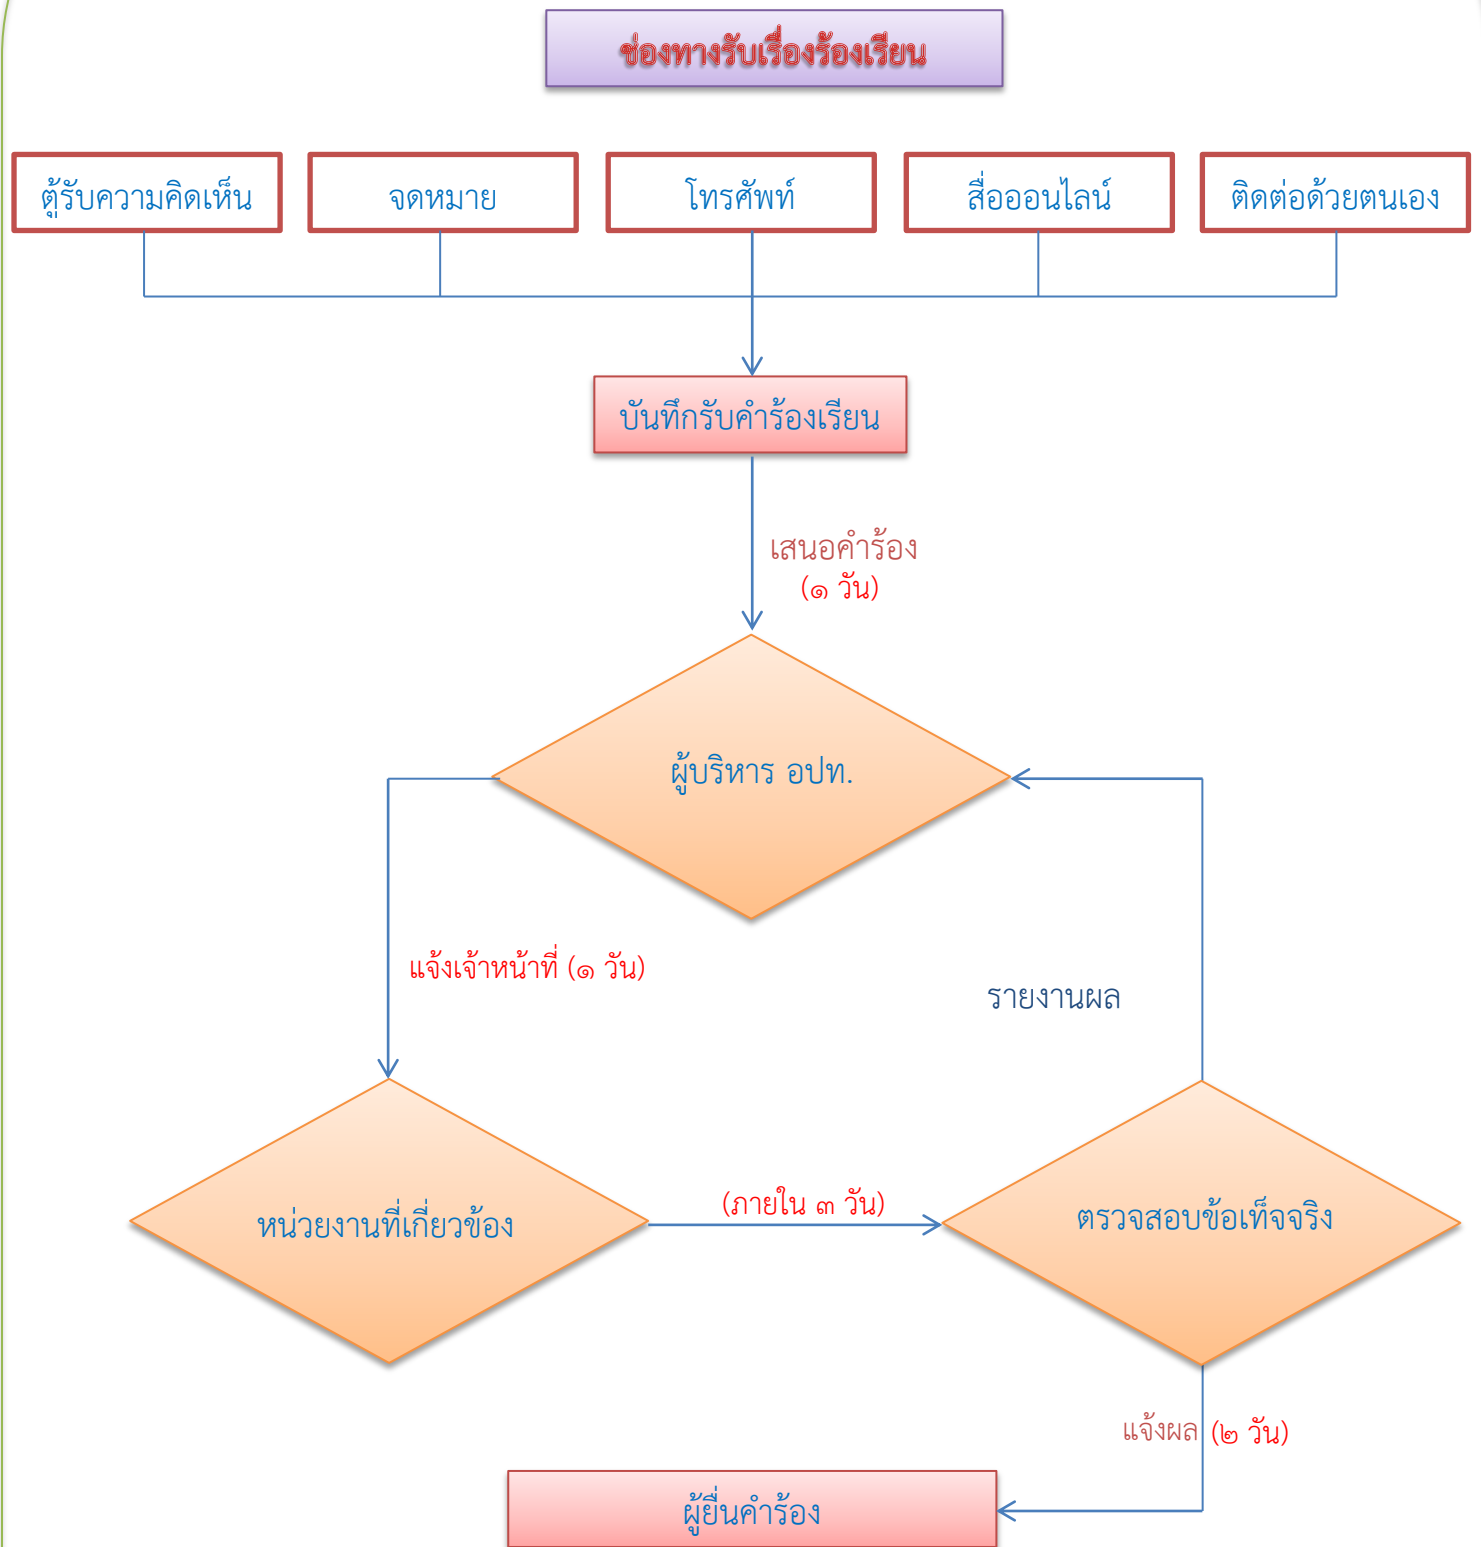 ช่องทางรับเรื่องร้องเรียน
ตู้รับความคิดเห็น
จดหมาย
โทรศัพท์
สื่อออนไลน์
ติดต่อด้วยตนเอง
บันทึกรับคำร้องเรียน
เสนอคำร้อง
(๑ วัน)
ผู้บริหาร อปท.
แจ้งเจ้าหน้าที่ (๑ วัน)
รายงานผล
หน่วยงานที่เกี่ยวข้อง
(ภายใน ๓ วัน)
ตรวจสอบข้อเท็จจริง
แจ้งผล (๒ วัน)
ผู้ยื่นคำร้อง